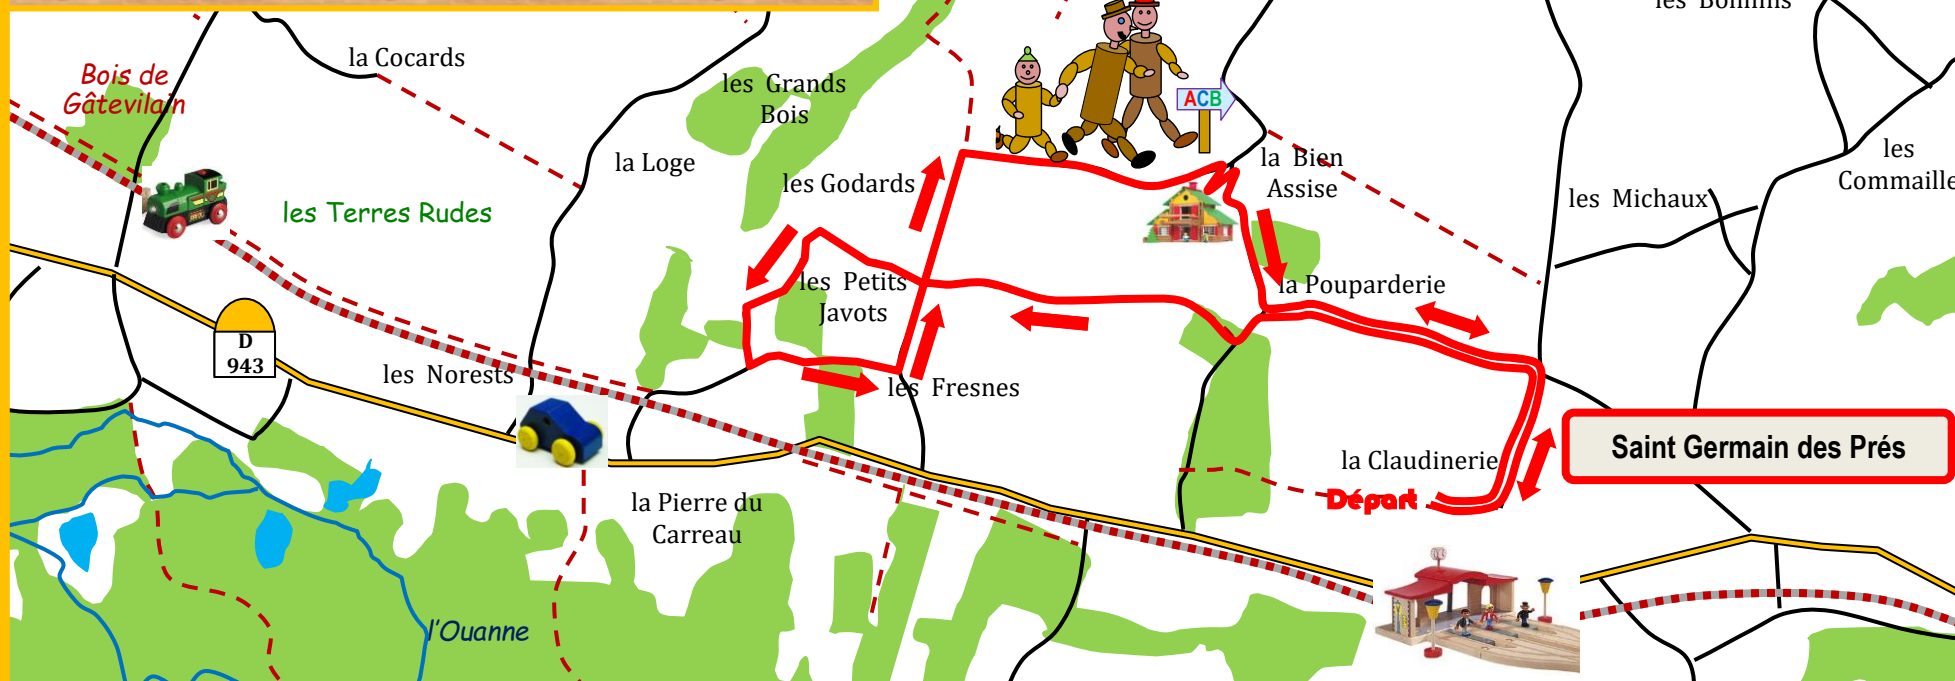 les Bonnins
la Cocards
Bois de
Gâtevilain
les Grands
Bois
ACB
la Loge
la Bien
Assise
les
Commaille
les Godards
les Michaux
les Terres Rudes
les Petits
Javots
la Pouparderie
D
943
les Norests
les Fresnes
Saint Germain des Prés
la Claudinerie
Départ
la Pierre du
Carreau
l'Ouanne